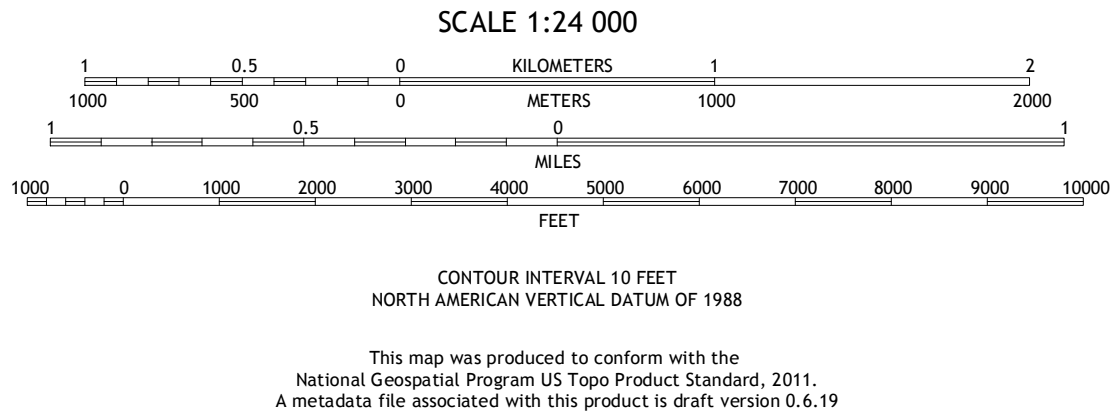 SCALE 1:24 000
1 0.5 0 KILOMETERS 1 2
1000 500 0 METERS 1000 2000
1 0.5 0 1
MILES
1000 0 1000 2000 3000 4000 5000 6000 7000 8000 9000 10000
FEET
CONTOUR INTERVAL 10 FEET
NORTH AMERICAN VERTICAL DATUM OF 1988
This map was produced to conform with the
National Geospatial Program US Topo Product Standard, 2011.
A metadata file associated with this product is draft version 0.6.19